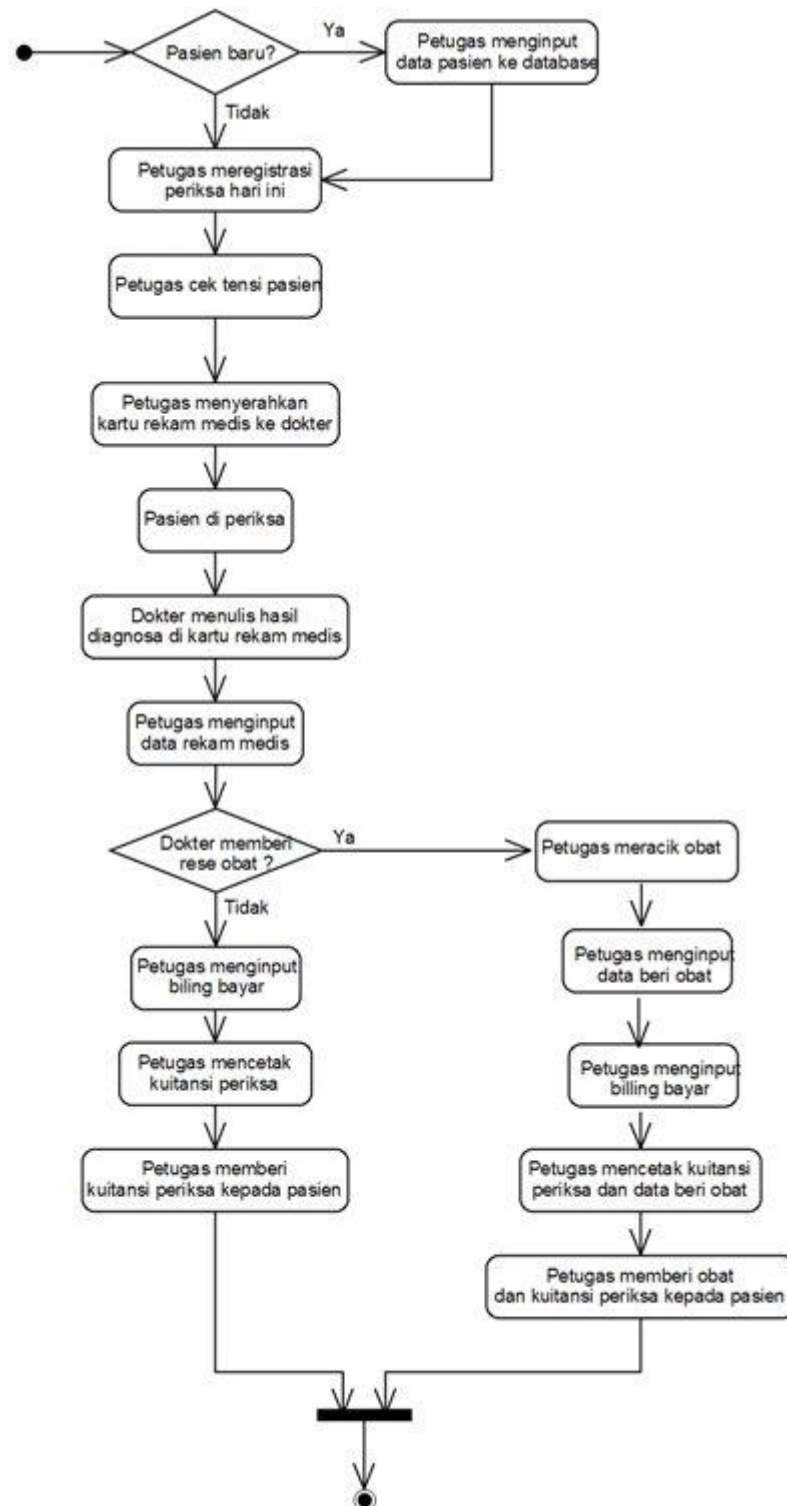 Pasien baru?
Ya
Petugas menginput
data pasien ke database
Tidak
Petugas meregistrasi
periksa hari ini
Petugas cek tensi pasien
Petugas menyerahkan
kartu rekam medis ke dokter
Pasien di periksa
Dokter menulis hasil
diagnosa di kartu rekam medis
Petugas menginput
data rekam medis
Dokter memberi
rese obat ?
Ya
Tidak
Petugas menginput
biling bayar
Petugas mencetak
kuitansi periksa
Petugas memberi
kuitansi periksa kepada pasien
Petugas meracik obat
Petugas menginput
data beri obat
Petugas menginput
billing bayar
Petugas mencetak kuitansi
periksa dan data beri obat
Petugas memberi obat
dan kuitansi periksa kepada pasien